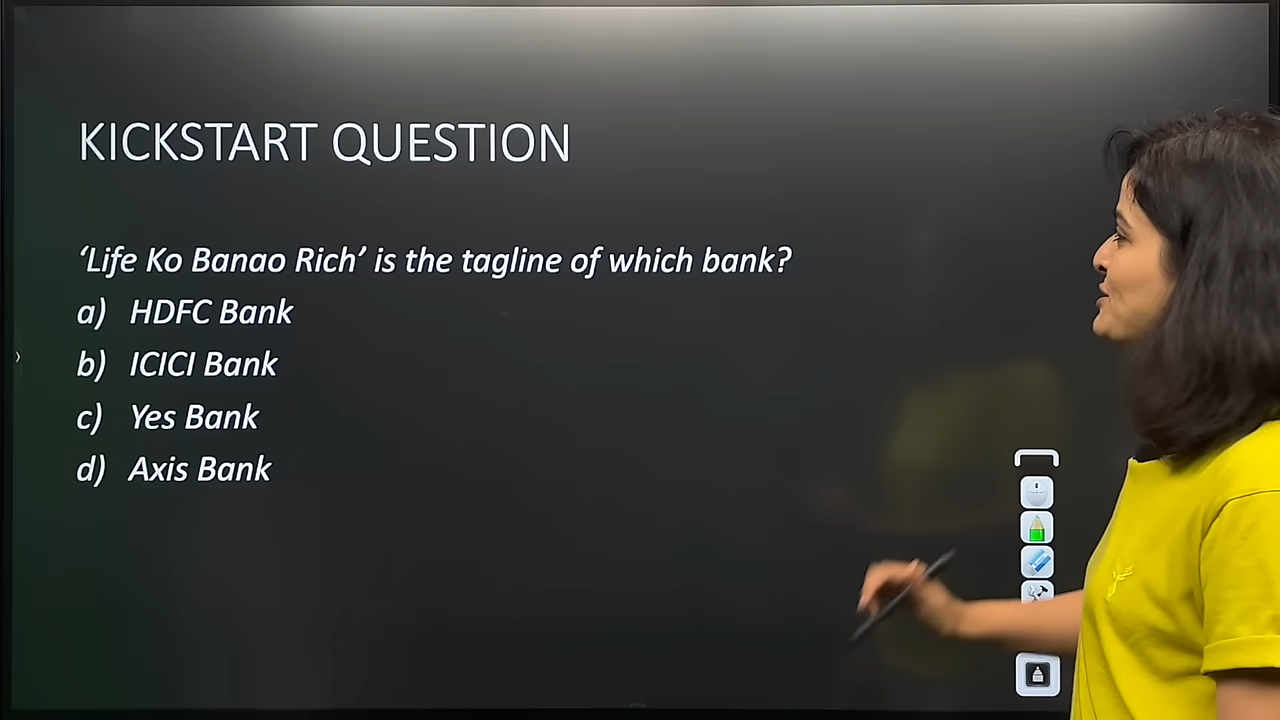 KICKSTART QUESTION
‘Life Ko Banao Rich’ is the tagline of which bank?
a) HDFC Bank
b) ICICI Bank
c) Yes Bank
d) Axis Bank